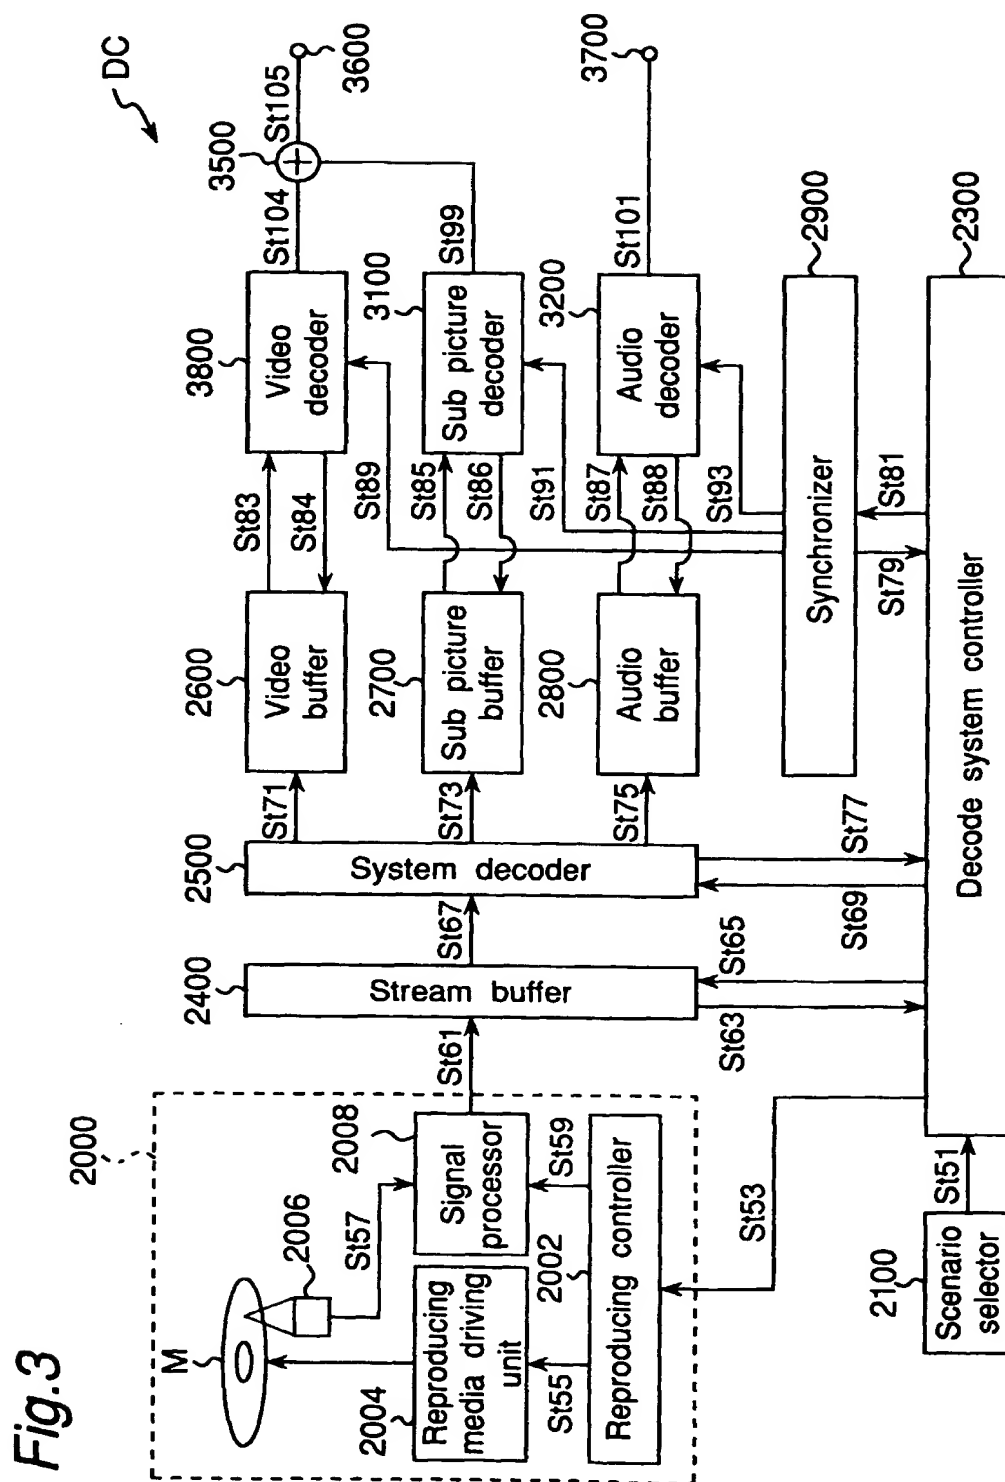 Fig.3
DC
2000
M
2006
St57
2004
Reproducing
media driving
unit
2008
Signal
processor
St55
2002
St59
Reproducing controller
St61
2400
Stream buffer
St67
2500
System decoder
St71
St73
St75
2600
Video
buffer
2700
Sub picture
buffer
2800
Audio
buffer
St83
St84
St89
St85
St86
St91
St87
St88
St93
3800
Video
decoder
3100
Sub picture
decoder
3200
Audio
decoder
St104
3500
St105
3600
St99
St101
3700
2900
Synchronizer
St79
St81
St53
St63
St65
St69
St77
2100
Scenario
selector
St51
2300
Decode system controller